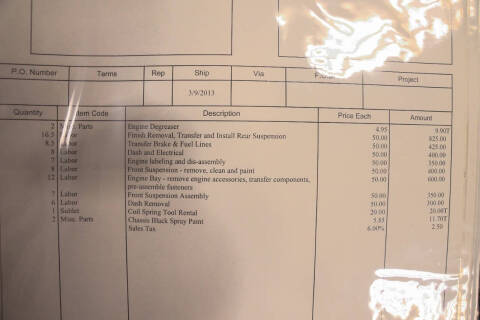 P.O. Number Terms Rep Ship Via Project
3/9/2013
Quantity Item Code Description Price Each Amount
2 Misc. Parts Engine Degreaser 4.95 9.90T
16.5 Labor Finish Removal, Transfer and Install Rear Suspension 50.00 825.00
8.5 Labor Transfer Brake & Fuel Lines 50.00 425.00
8 Labor Dash and Electrical 50.00 400.00
7 Labor Engine labeling and dis-assembly 50.00 350.00
8 Labor Front Suspension - remove, clean and paint 50.00 400.00
12 Labor Engine Bay - remove engine accessories, transfer components, 50.00 600.00
pre-assemble fasteners
7 Labor Front Suspension Assembly 50.00 350.00
6 Labor Dash Removal 50.00 300.00
1 Sublet Coil Spring Tool Rental 20.00 20.00T
2 Misc. Parts Chassis Black Spray Paint 5.85 11.70T
Sales Tax 6.00% 2.50